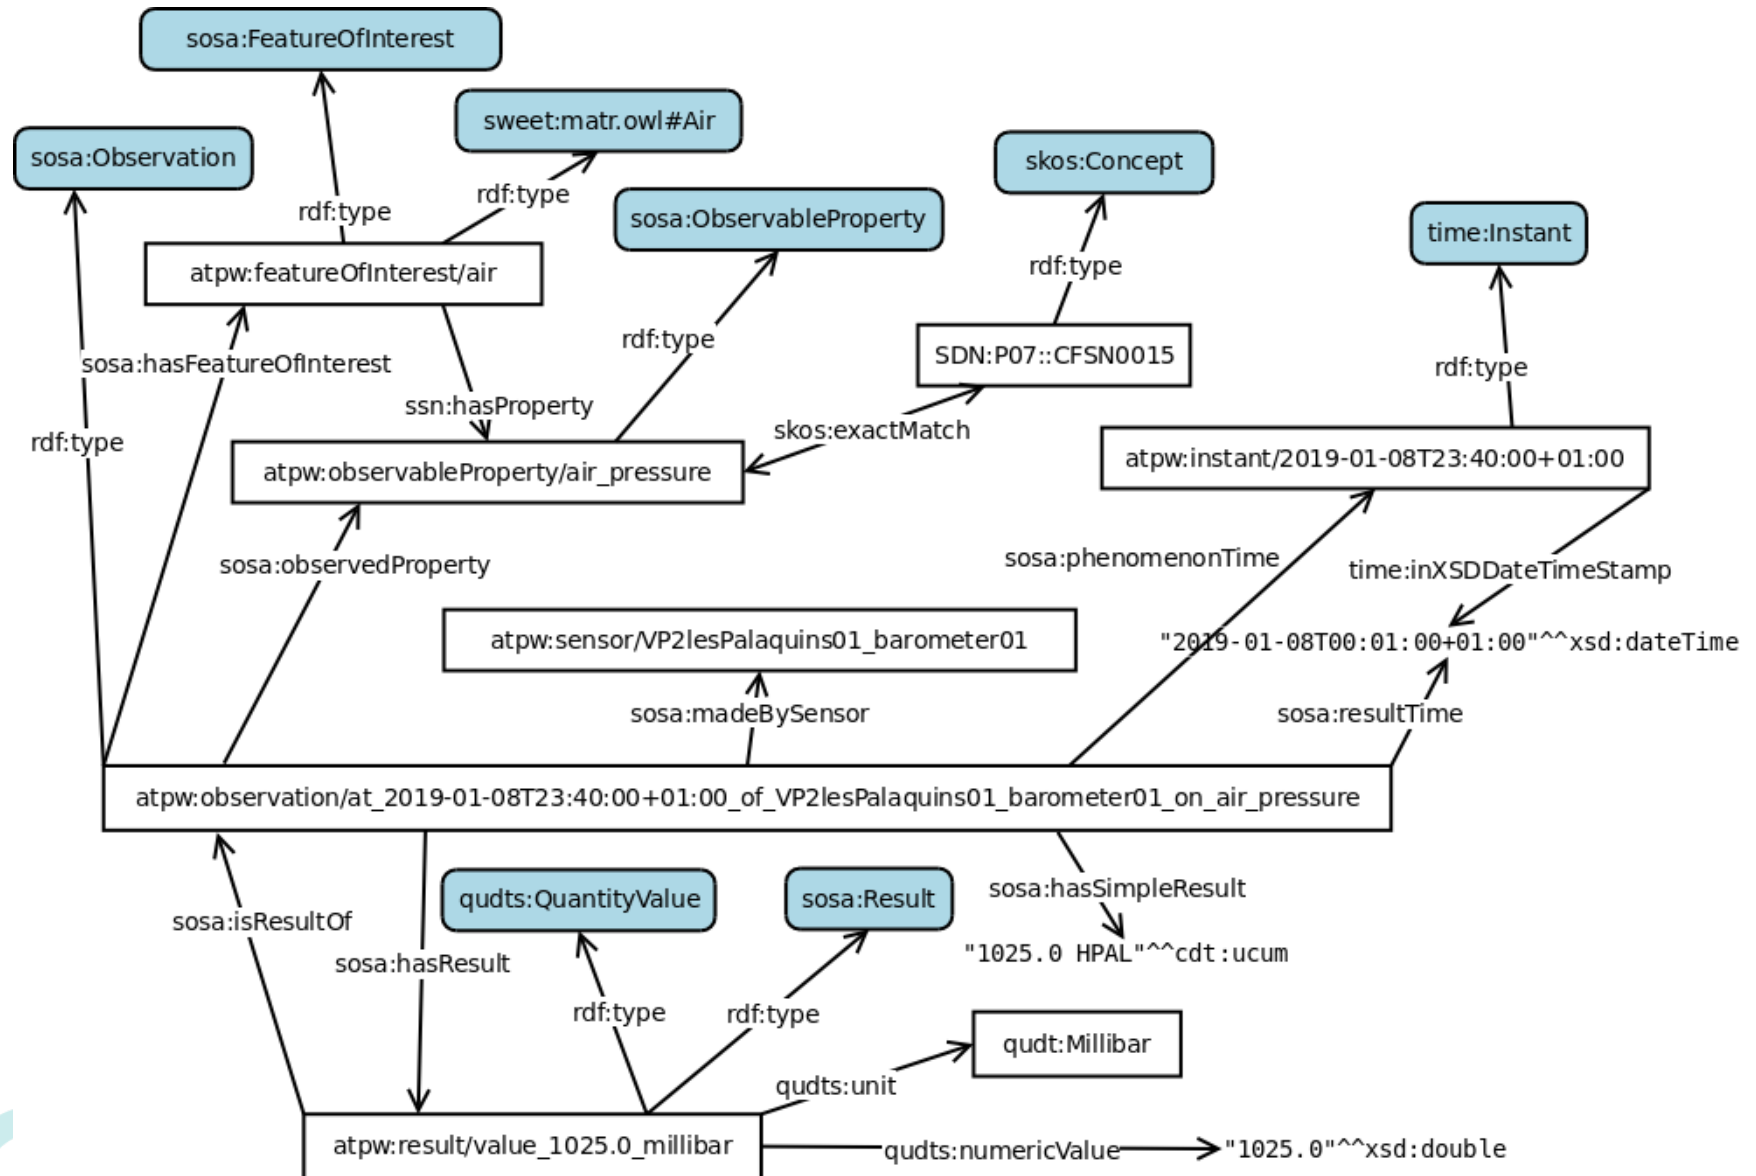 sosa:FeatureOfInterest
sweet:matr.owl#Air
sosa:Observation
skos:Concept
rdf:type
rdf:type
sosa:ObservableProperty
time:Instant
atpw:featureOfInterest/air
rdf:type
rdf:type
SDN:P07::CFSN0015
sosa:hasFeatureOfInterest
rdf:type
ssn:hasProperty
rdf:type
skos:exactMatch
atpw:observableProperty/air_pressure
atpw:instant/2019-01-08T23:40:00+01:00
sosa:observedProperty
sosa:phenomenonTime
time:inXSDDateTimeStamp
atpw:sensor/VP2lesPalaquins01_barometer01
"2019-01-08T00:01:00+01:00"^^xsd:dateTime
sosa:madeBySensor
sosa:resultTime
atpw:observation/at_2019-01-08T23:40:00+01:00_of_VP2lesPalaquins01_barometer01_on_air_pressure
qudts:QuantityValue
sosa:Result
sosa:hasSimpleResult
sosa:isResultOf
"1025.0 HPAL"^^cdt:ucum
sosa:hasResult
rdf:type
rdf:type
qudt:Millibar
qudts:unit
atpw:result/value_1025.0_millibar
qudts:numericValue
"1025.0"^^xsd:double